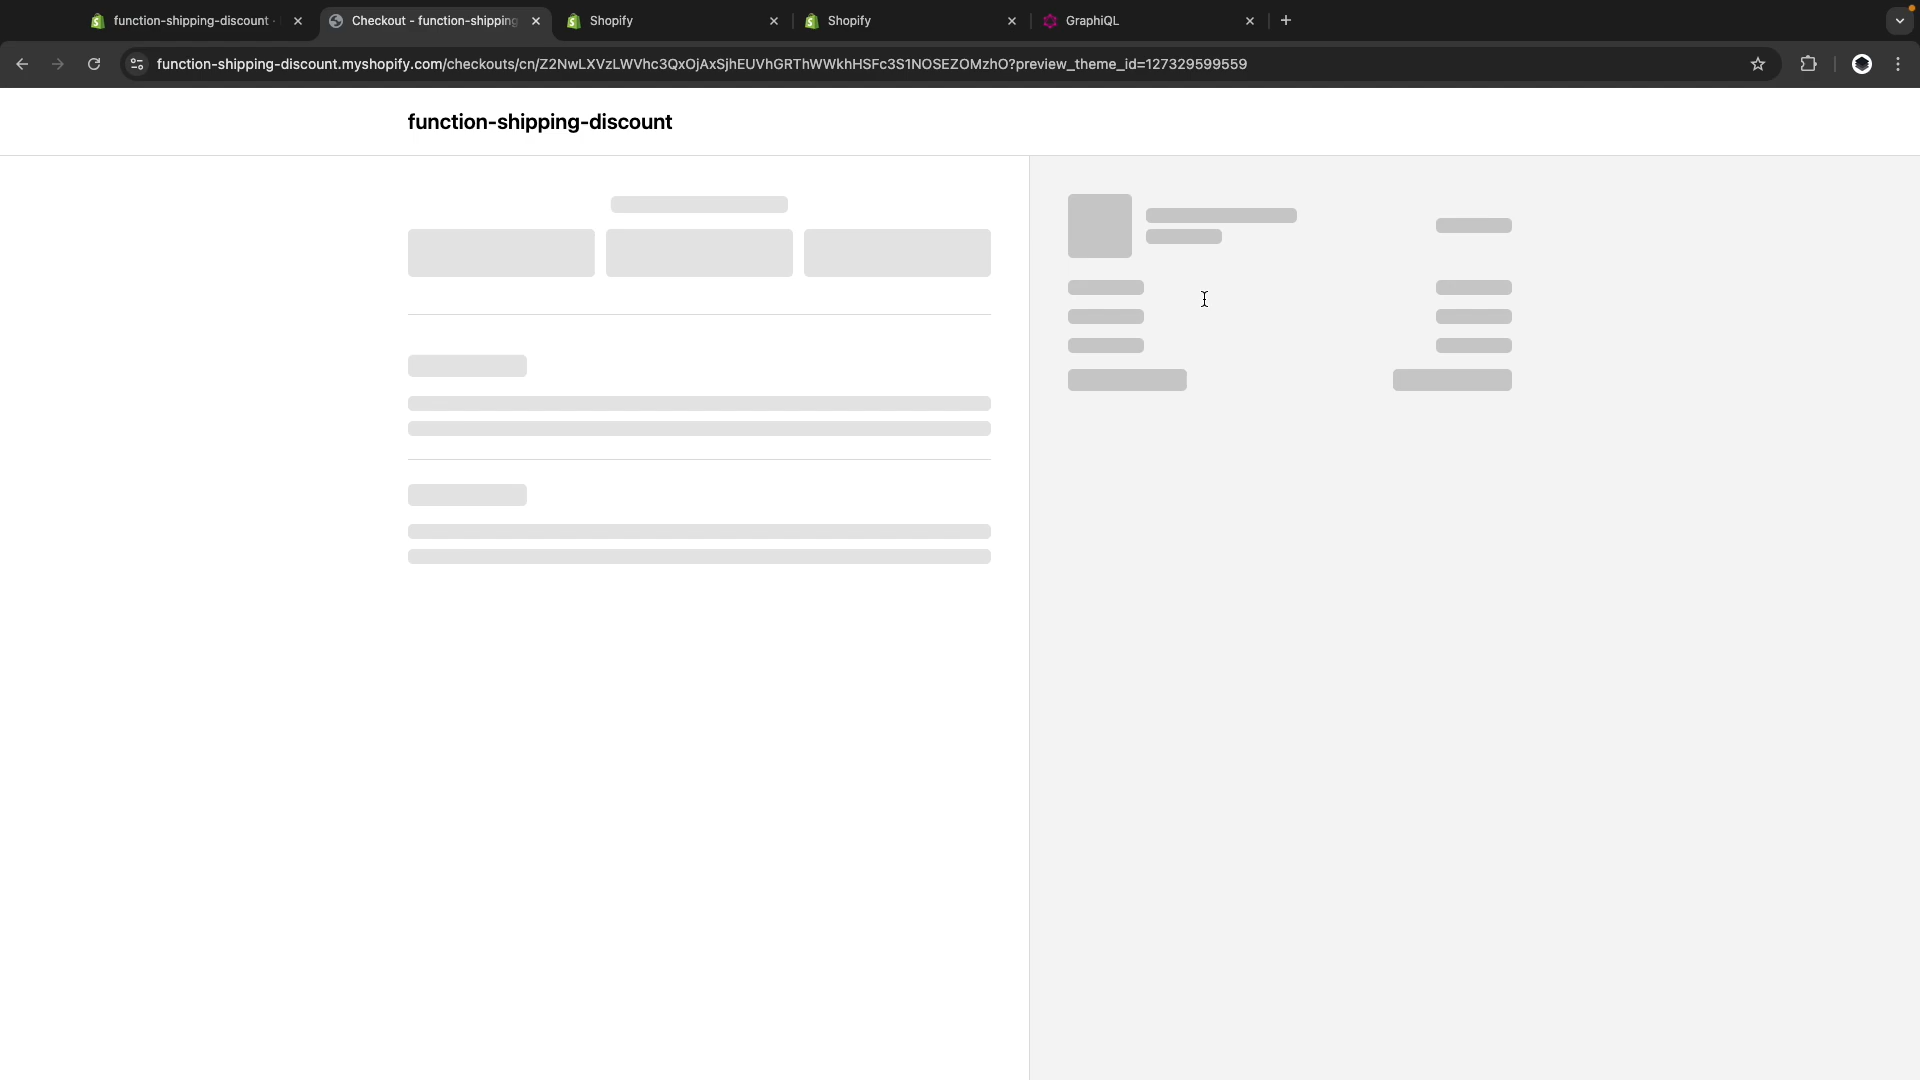 function-shipping-discount ·
Checkout - function-shipping
Shopify
Shopify
GraphiQL
function-shipping-discount.myshopify.com/checkouts/cn/Z2NwLXVzLWVhc3QxOjAxSjhEUVhGRThWWkhHSFc3S1NOSEZOMzhO?preview_theme_id=127329599559
function-shipping-discount